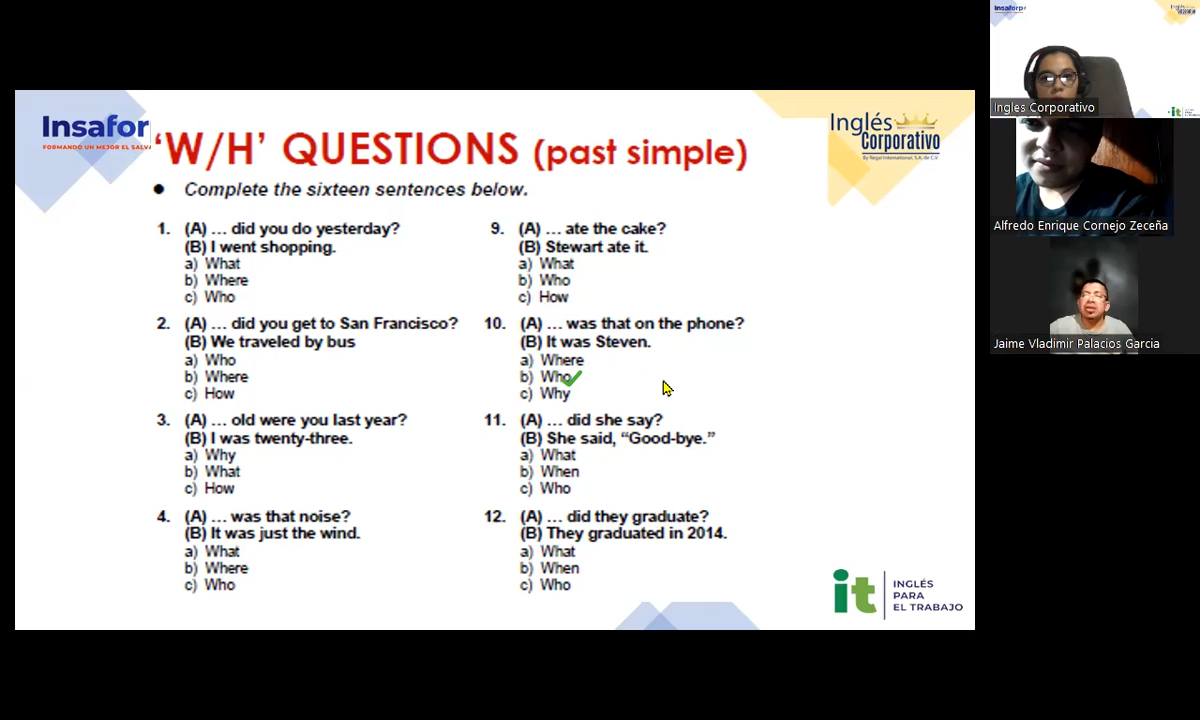 Insafor
FORMANDO UN MEJOR EL SALV
'W/H' QUESTIONS (past simple)
Inglés
Corporativo
By Regal International, S.A. de C.V.
● Complete the sixteen sentences below.
1. (A) … did you do yesterday?
(B) I went shopping.
a) What
b) Where
c) Who
2. (A) … did you get to San Francisco?
(B) We traveled by bus
a) Who
b) Where
c) How
3. (A) … old were you last year?
(B) I was twenty-three.
a) Why
b) What
c) How
4. (A) … was that noise?
(B) It was just the wind.
a) What
b) Where
c) Who
9. (A) … ate the cake?
(B) Stewart ate it.
a) What
b) Who
c) How
10. (A) … was that on the phone?
(B) It was Steven.
a) Where
b) Who
c) Why
11. (A) … did she say?
(B) She said, “Good-bye.”
a) What
b) When
c) Who
12. (A) … did they graduate?
(B) They graduated in 2014.
a) What
b) When
c) Who
it
INGLÉS
PARA
EL TRABAJO
Insaforp
Ingles Corporativo
it
Alfredo Enrique Cornejo Zeceña
Jaime Vladimir Palacios Garcia